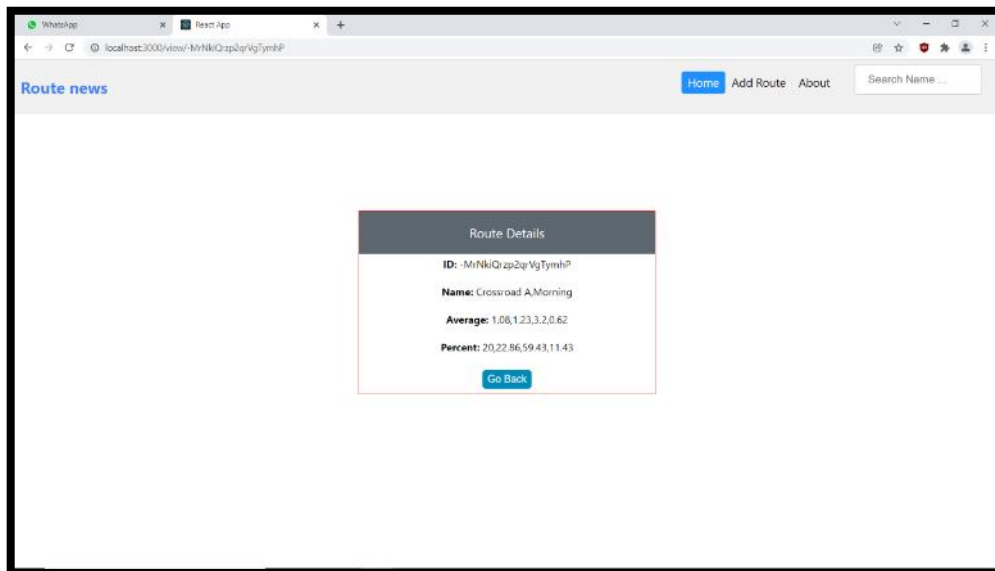 WhatsApp
React App
localhost:3000/view/-MrNkiQrzp2qrVgTymhP
Route news
Home
Add Route
About
Search Name ...
Route Details
ID: -MrNkiQrzp2qrVgTymhP
Name: Crossroad A,Morning
Average: 1.08,1.23,3.2,0.62
Percent: 20,22.86,59.43,11.43
Go Back